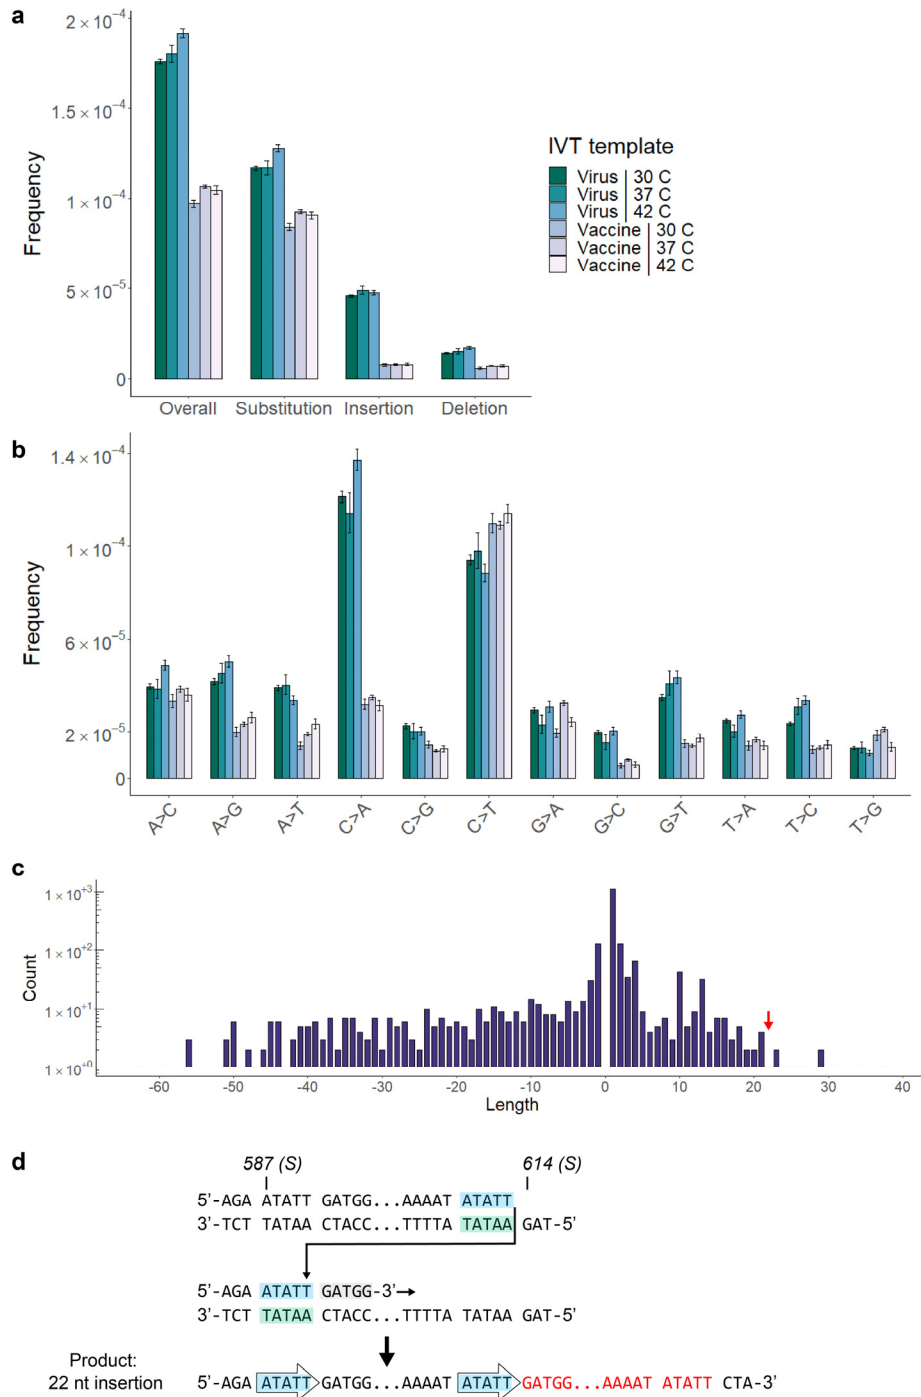 a
2 × 10⁻⁴
1.5 × 10⁻⁴
1 × 10⁻⁴
5 × 10⁻⁵
0
Frequency
Overall Substitution Insertion Deletion
IVT template
Virus | 30 C
Virus | 37 C
Virus | 42 C
Vaccine | 30 C
Vaccine | 37 C
Vaccine | 42 C
b
1.4 × 10⁻⁴
1 × 10⁻⁴
6 × 10⁻⁵
2 × 10⁻⁵
0
Frequency
A>C A>G A>T C>A C>G C>T G>A G>C G>T T>A T>C T>G
c
1 × 10⁺³
1 × 10⁺²
1 × 10⁺¹
1 × 10⁺⁰
Count
-60 -50 -40 -30 -20 -10 0 10 20 30 40
Length
d
587 (S) 614 (S)
5’-AGA ATATT GATGG...AAAAT ATATT
3’-TCT TATAA CTACC...TTTTA TATAA GAT-5’
5’-AGA ATATT GATGG-3’
3’-TCT TATAA CTACC...TTTTA TATAA GAT-5’
Product:
22 nt insertion
5’-AGA ATATT GATGG...AAAAT ATATT GATGG...AAAAT ATATT CTA-3’